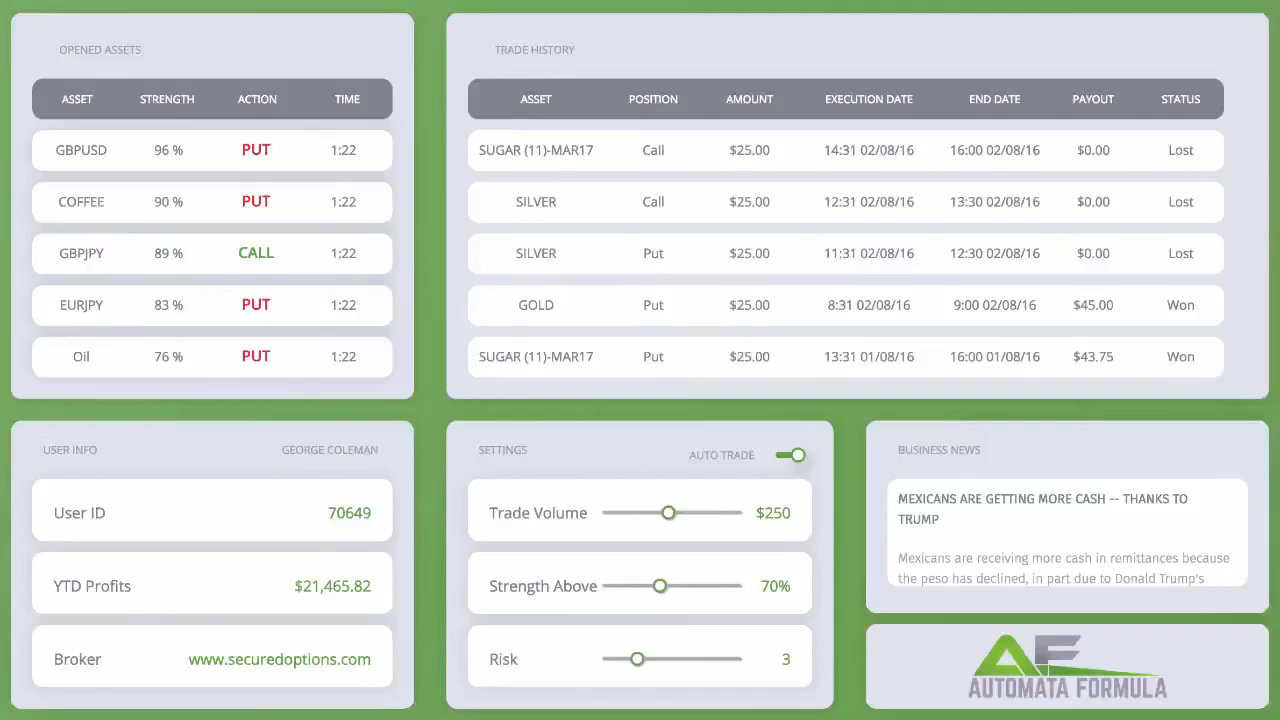 OPENED ASSETS
ASSET STRENGTH ACTION TIME
GBPUSD 96 % PUT 1:22
COFFEE 90 % PUT 1:22
GBPJPY 89 % CALL 1:22
EURJPY 83 % PUT 1:22
Oil 76 % PUT 1:22
TRADE HISTORY
ASSET POSITION AMOUNT EXECUTION DATE END DATE PAYOUT STATUS
SUGAR (11)-MAR17 Call $25.00 14:31 02/08/16 16:00 02/08/16 $0.00 Lost
SILVER Call $25.00 12:31 02/08/16 13:30 02/08/16 $0.00 Lost
SILVER Put $25.00 11:31 02/08/16 12:30 02/08/16 $0.00 Lost
GOLD Put $25.00 8:31 02/08/16 9:00 02/08/16 $45.00 Won
SUGAR (11)-MAR17 Put $25.00 13:31 01/08/16 16:00 01/08/16 $43.75 Won
USER INFO GEORGE COLEMAN
User ID 70649
YTD Profits $21,465.82
Broker www.securedoptions.com
SETTINGS AUTO TRADE
Trade Volume $250
Strength Above 70%
Risk 3
BUSINESS NEWS
MEXICANS ARE GETTING MORE CASH -- THANKS TO
TRUMP
Mexicans are receiving more cash in remittances because
the peso has declined, in part due to Donald Trump's
AF
AUTOMATA FORMULA